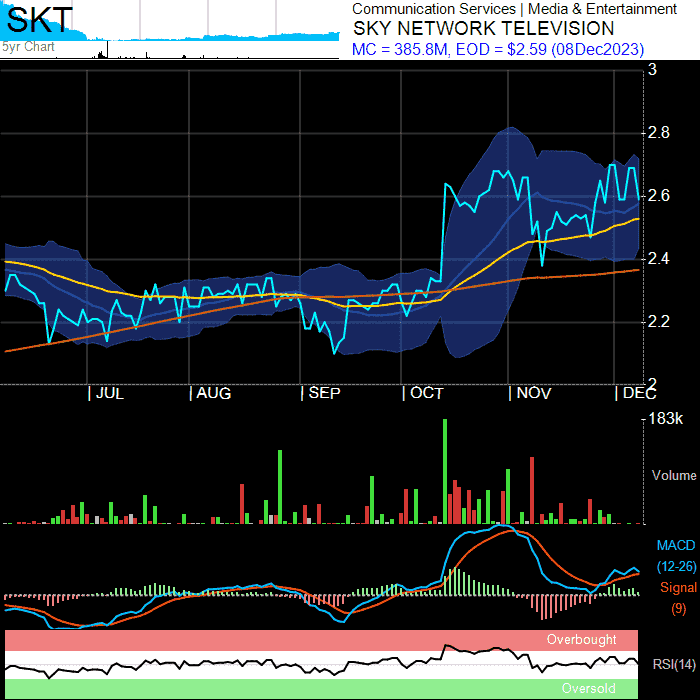 SKT
5yr Chart
Communication Services | Media & Entertainment
SKY NETWORK TELEVISION
MC = 385.8M, EOD = $2.59 (08Dec2023)
3
2.8
2.6
2.4
2.2
2
JUL AUG SEP OCT NOV DEC
183k
Volume
MACD
(12-26)
Signal
(9)
Overbought
RSI(14)
Oversold